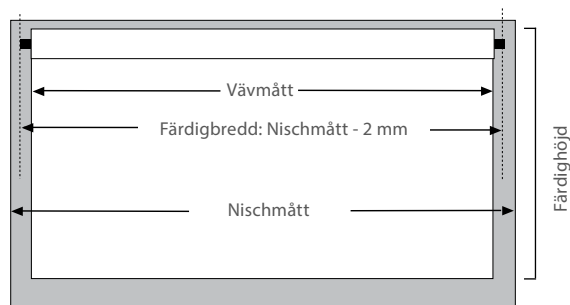 Vävmått
Färdigbredd: Nischmått - 2 mm
Nischmått
Färdighöjd